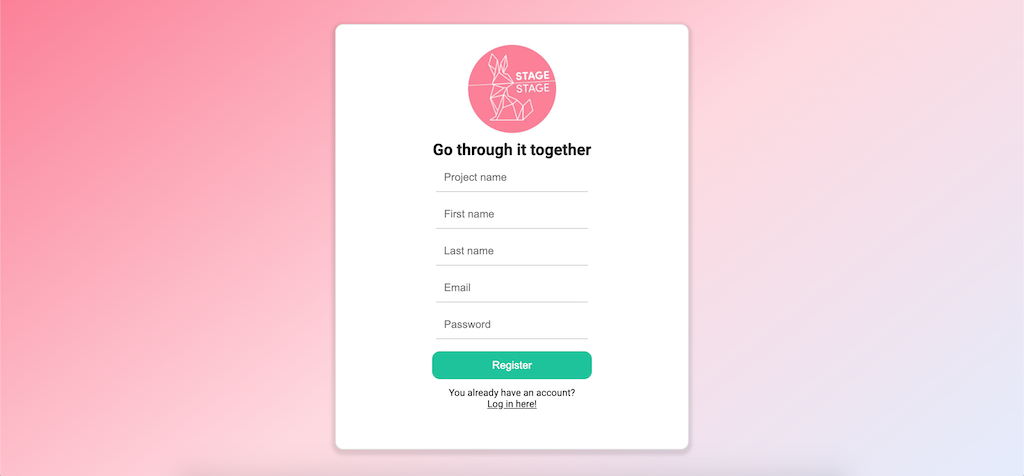 STAGE
STAGE
Go through it together
Project name
First name
Last name
Email
Password
Register
You already have an account?
Log in here!